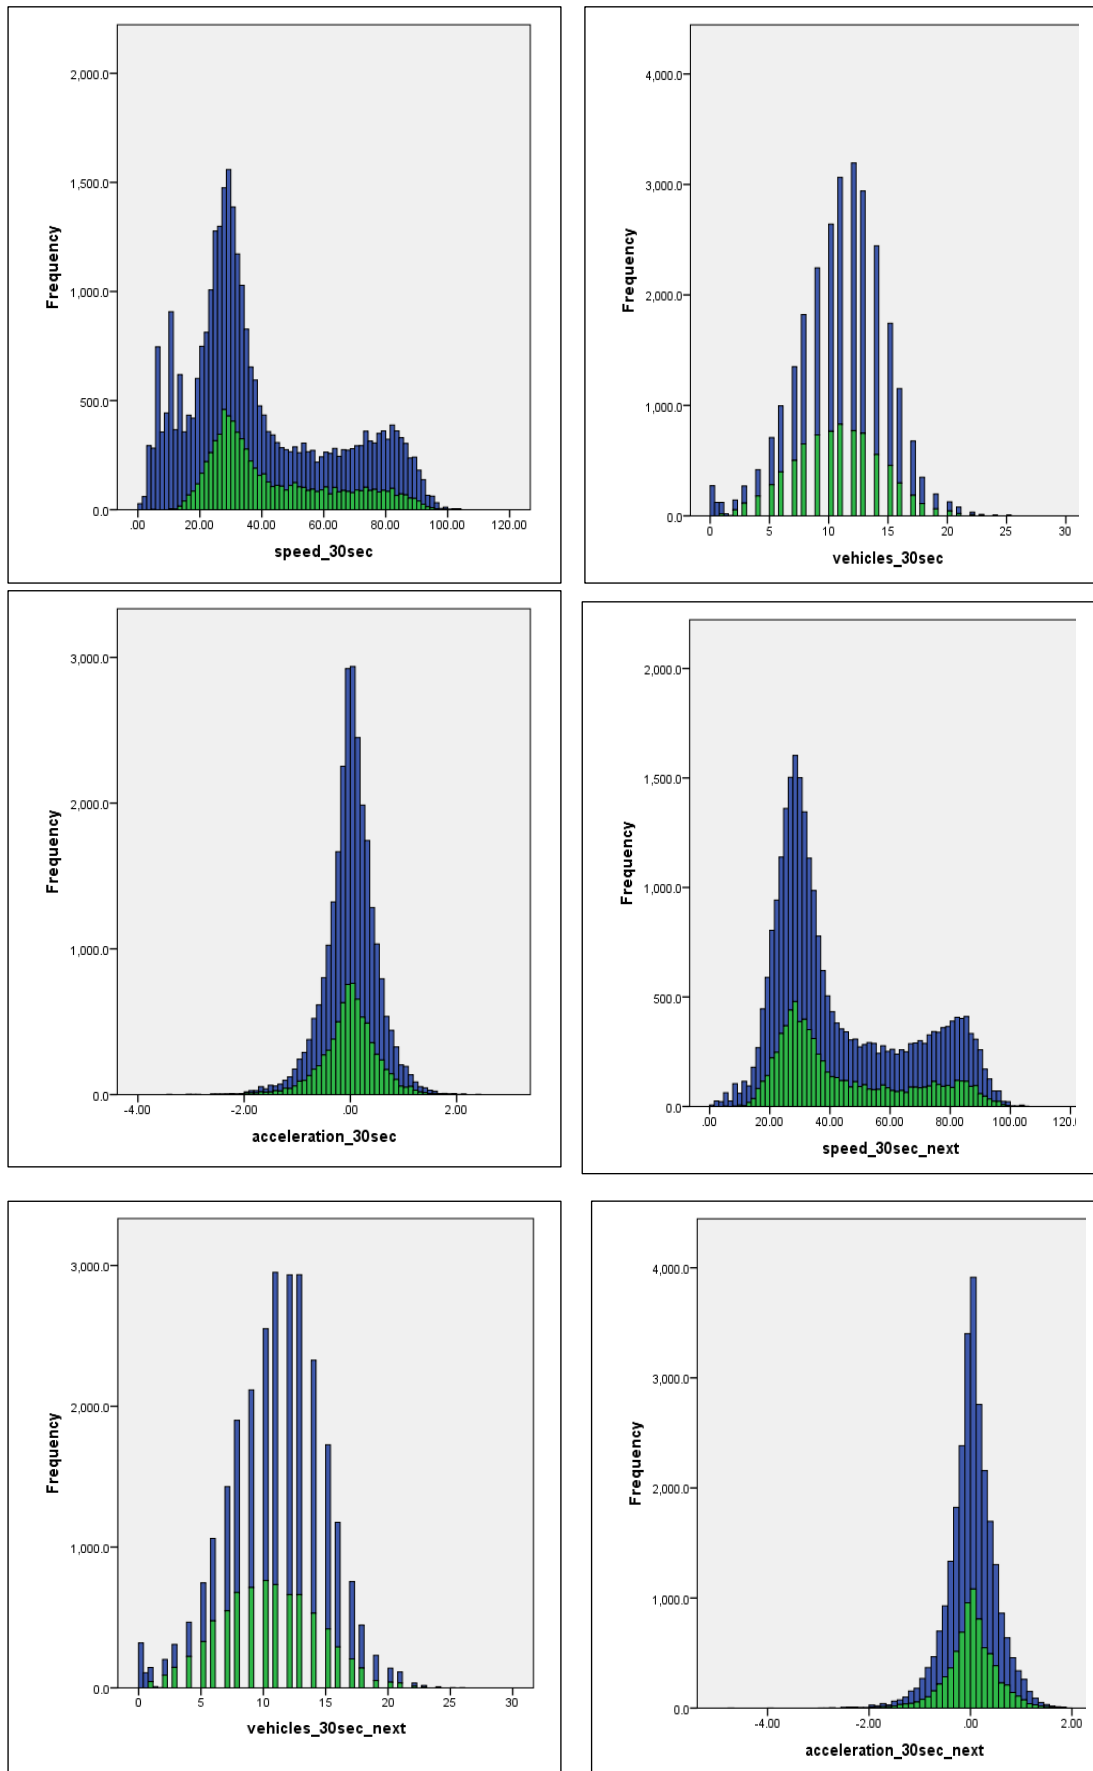 2,000.0
1,500.0
1,000.0
500.0
0.0
Frequency
.00 20.00 40.00 60.00 80.00 100.00 120.00
speed_30sec
4,000.0
3,000.0
2,000.0
1,000.0
0.0
Frequency
0 5 10 15 20 25 30
vehicles_30sec
3,000.0
2,000.0
1,000.0
0.0
Frequency
-4.00 -2.00 .00 2.00
acceleration_30sec
2,000.0
1,500.0
1,000.0
500.0
0.0
Frequency
.00 20.00 40.00 60.00 80.00 100.00 120.0
speed_30sec_next
3,000.0
2,000.0
1,000.0
0.0
Frequency
0 5 10 15 20 25 30
vehicles_30sec_next
4,000.0
3,000.0
2,000.0
1,000.0
0.0
Frequency
-4.00 -2.00 .00 2.00
acceleration_30sec_next